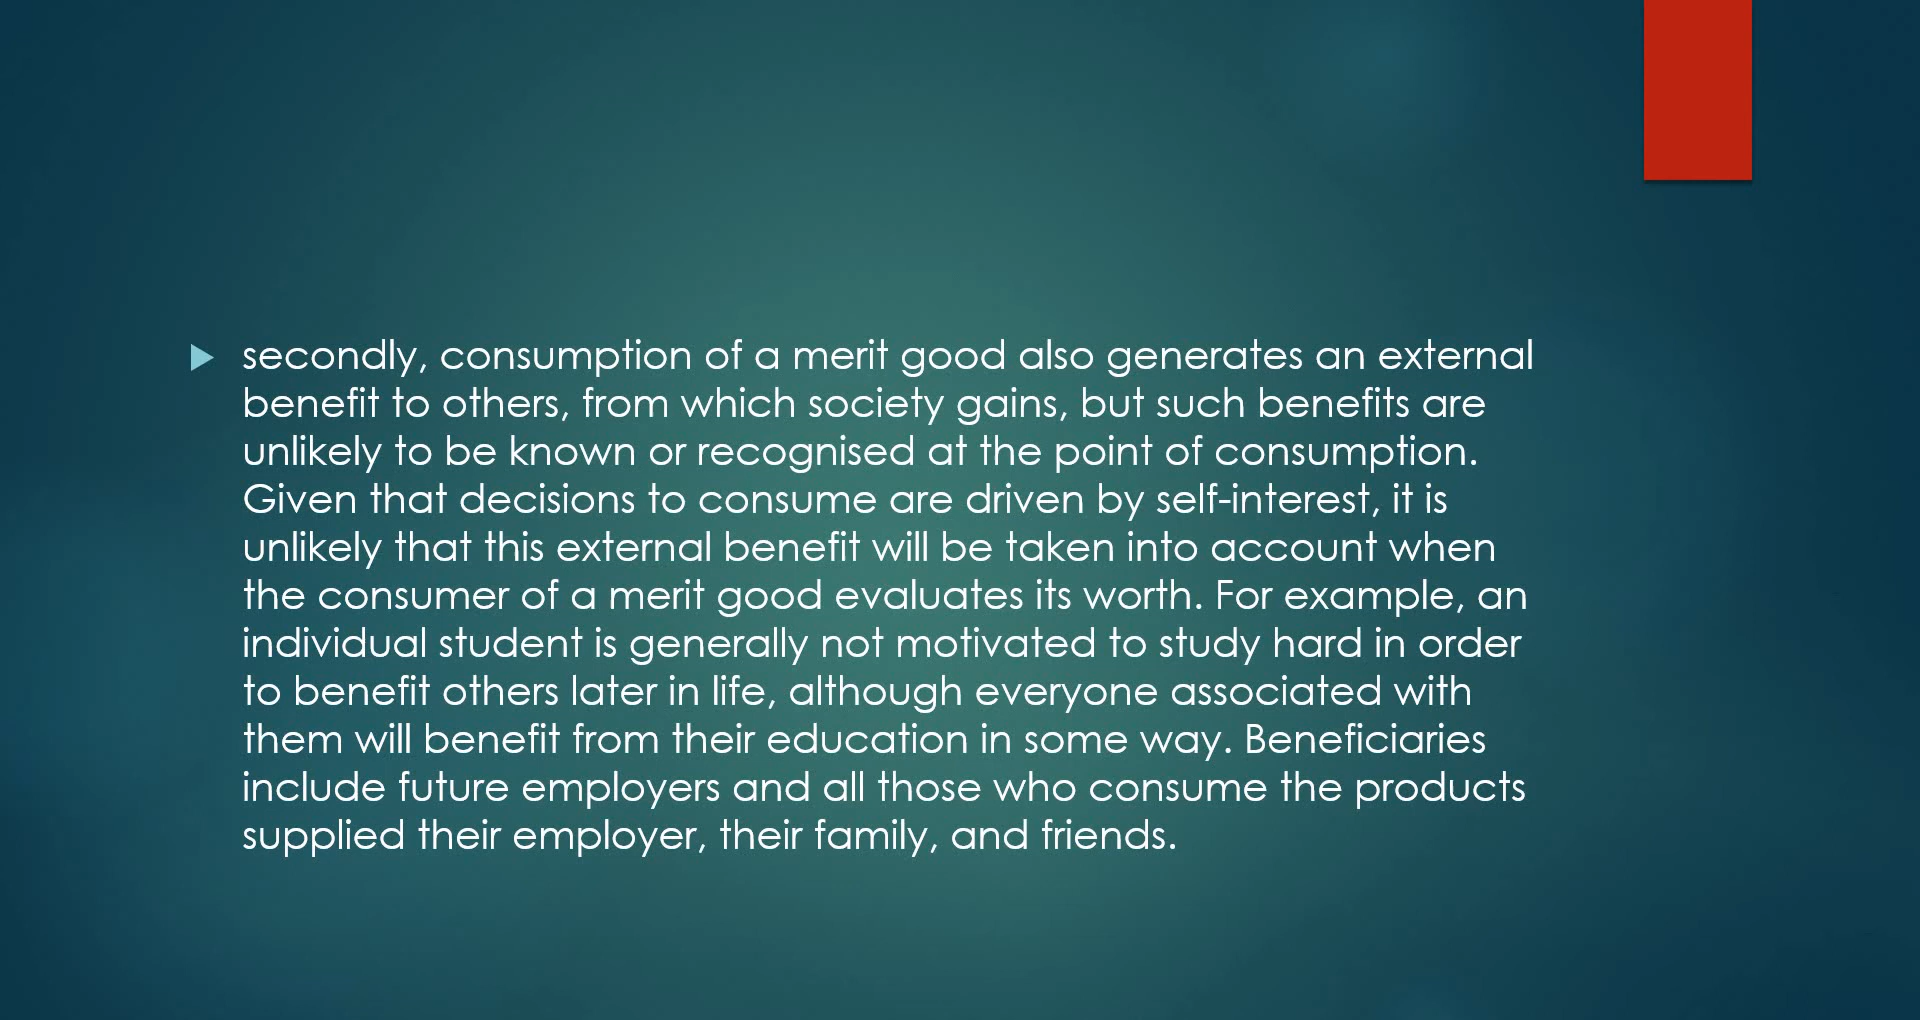 secondly, consumption of a merit good also generates an external
benefit to others, from which society gains, but such benefits are
unlikely to be known or recognised at the point of consumption.
Given that decisions to consume are driven by self-interest, it is
unlikely that this external benefit will be taken into account when
the consumer of a merit good evaluates its worth. For example, an
individual student is generally not motivated to study hard in order
to benefit others later in life, although everyone associated with
them will benefit from their education in some way. Beneficiaries
include future employers and all those who consume the products
supplied their employer, their family, and friends.